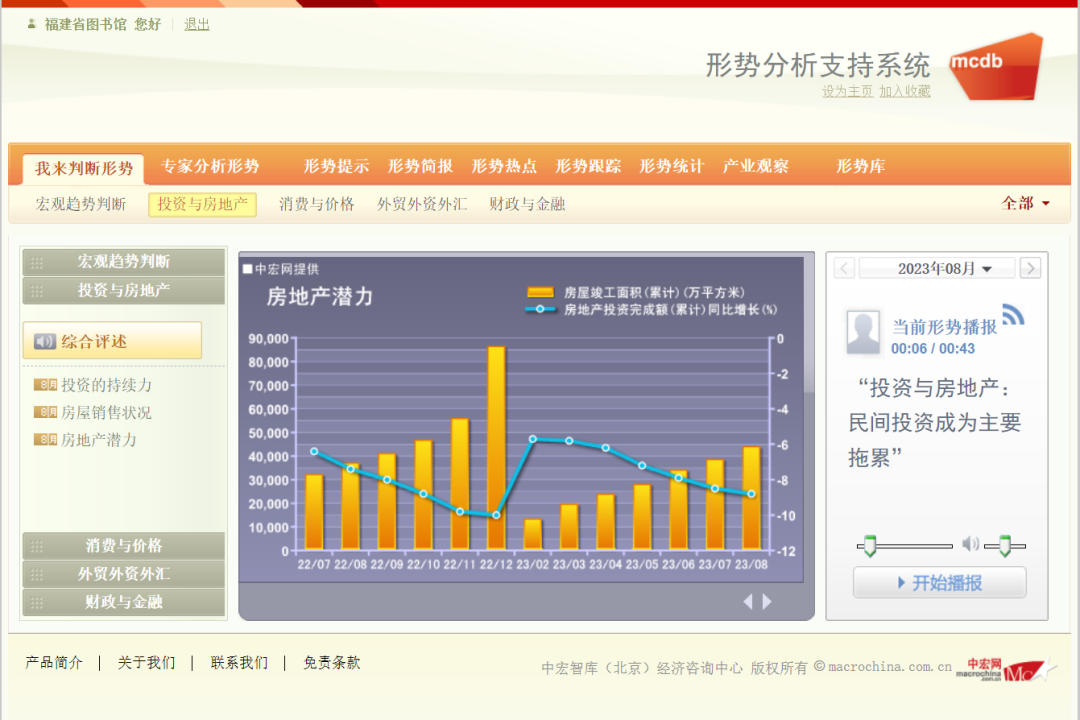 福建省图书馆 您好 退出
形势分析支持系统
设为主页 加入收藏
mcdb
我来判断形势 专家分析形势 形势提示 形势简报 形势热点 形势跟踪 形势统计 产业观察 形势库
宏观趋势判断 投资与房地产 消费与价格 外贸外资外汇 财政与金融 全部
宏观趋势判断
投资与房地产
综合评述
8月 投资的持续力
8月 房屋销售状况
8月 房地产潜力
消费与价格
外贸外资外汇
财政与金融
中宏网提供
房地产潜力
房屋竣工面积(累计)(万平方米)
房地产投资完成额(累计)同比增长(%)
90,000
80,000
70,000
60,000
50,000
40,000
30,000
20,000
10,000
0
0
-2
-4
-6
-8
-10
-12
22/07 22/08 22/09 22/10 22/11 22/12 23/02 23/03 23/04 23/05 23/06 23/07 23/08
2023年08月
当前形势播报
00:06 / 00:43
“投资与房地产：
民间投资成为主要
拖累”
开始播报
产品简介 | 关于我们 | 联系我们 | 免责条款
中宏智库（北京）经济咨询中心 版权所有 ©macrochina.com.cn
中宏网
macrochina
.com.cn
Mc